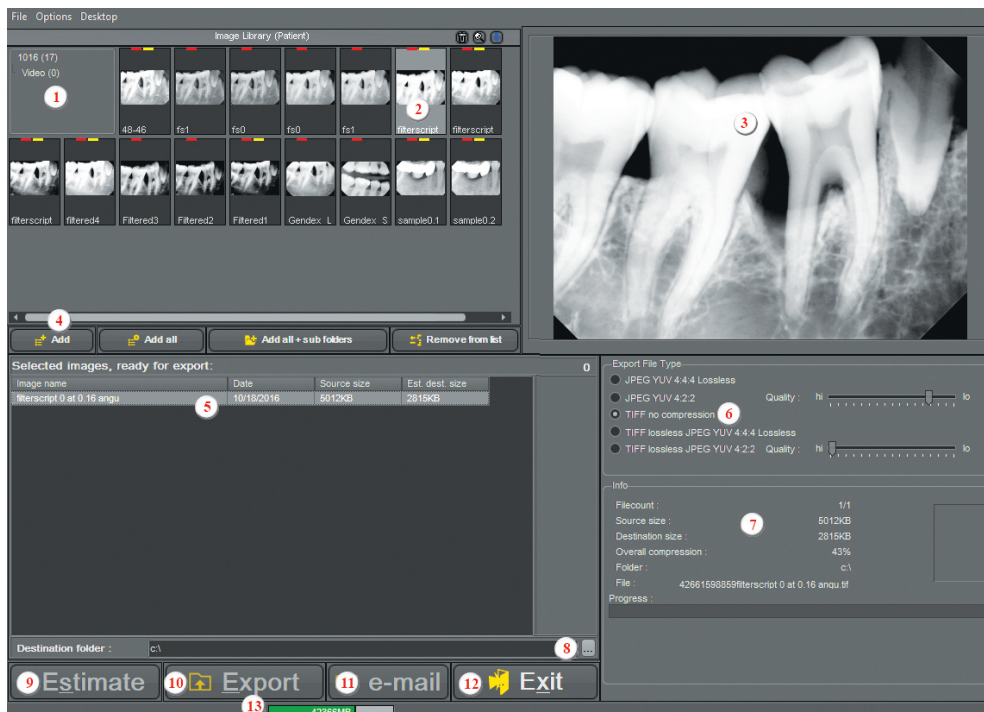 File Options Desktop
Image Library (Patient)
1016 (17)
Video (0)
1
2
3
48-46 fs1 fs0 fs0 fs1 filterscript filterscript
filterscript filtered4 Filtered3 Filtered2 Filtered1 Gendex L Gendex S sample0.1 sample0.2
4
Add Add all Add all + sub folders Remove from list
Selected images, ready for export: 0
Image name Date Source size Est. dest. size
filterscript 0 at 0.16 angu 10/18/2016 5012KB 2815KB
5
Export File Type
JPEG YUV 4:4:4 Lossless
JPEG YUV 4:2:2 Quality : hi lo
TIFF no compression 6
TIFF lossless JPEG YUV 4:4:4 Lossless
TIFF lossless JPEG YUV 4:2:2 Quality : hi lo
Info
Filecount : 1/1
Source size : 5012KB
7
Destination size : 2815KB
Overall compression : 43%
Folder : c:\
File : 42661598859filterscript 0 at 0.16 angu.tif
Progress :
Destination folder : c:\ 8 ...
9 Estimate 10 Export 11 e-mail 12 Exit
13 42366MB